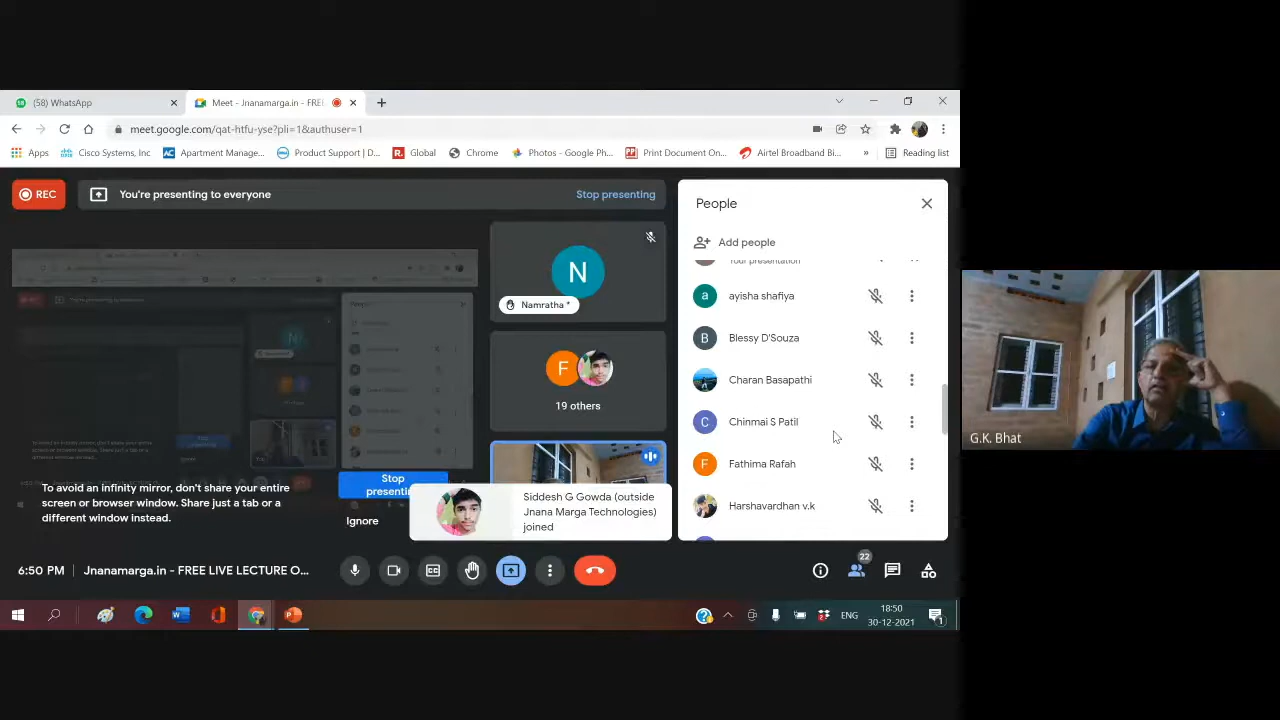 (58) WhatsApp
Meet - Jnanamarga.in - FREE
meet.google.com/qat-htfu-yse?pli=1&authuser=1
Apps
Cisco Systems, Inc
Apartment Manage...
Product Support | D...
Global
Chrome
Photos - Google Ph...
Print Document On...
Airtel Broadband Bi...
»
Reading list
REC
You're presenting to everyone
Stop presenting
People
Add people
Your presentation
N
Namratha *
a
ayisha shafiya
B
Blessy D'Souza
F
19 others
Charan Basapathi
C
Chinmai S Patil
F
Fathima Rafah
Harshavardhan v.k
To avoid an infinity mirror, don't share your entire
screen or browser window. Share just a tab or a
different window instead.
Stop
Ignore
Siddesh G Gowda (outside
Jnana Marga Technologies)
joined
G.K. Bhat
6:50 PM
Jnanamarga.in - FREE LIVE LECTURE O...
22
ENG
18:50
30-12-2021
1